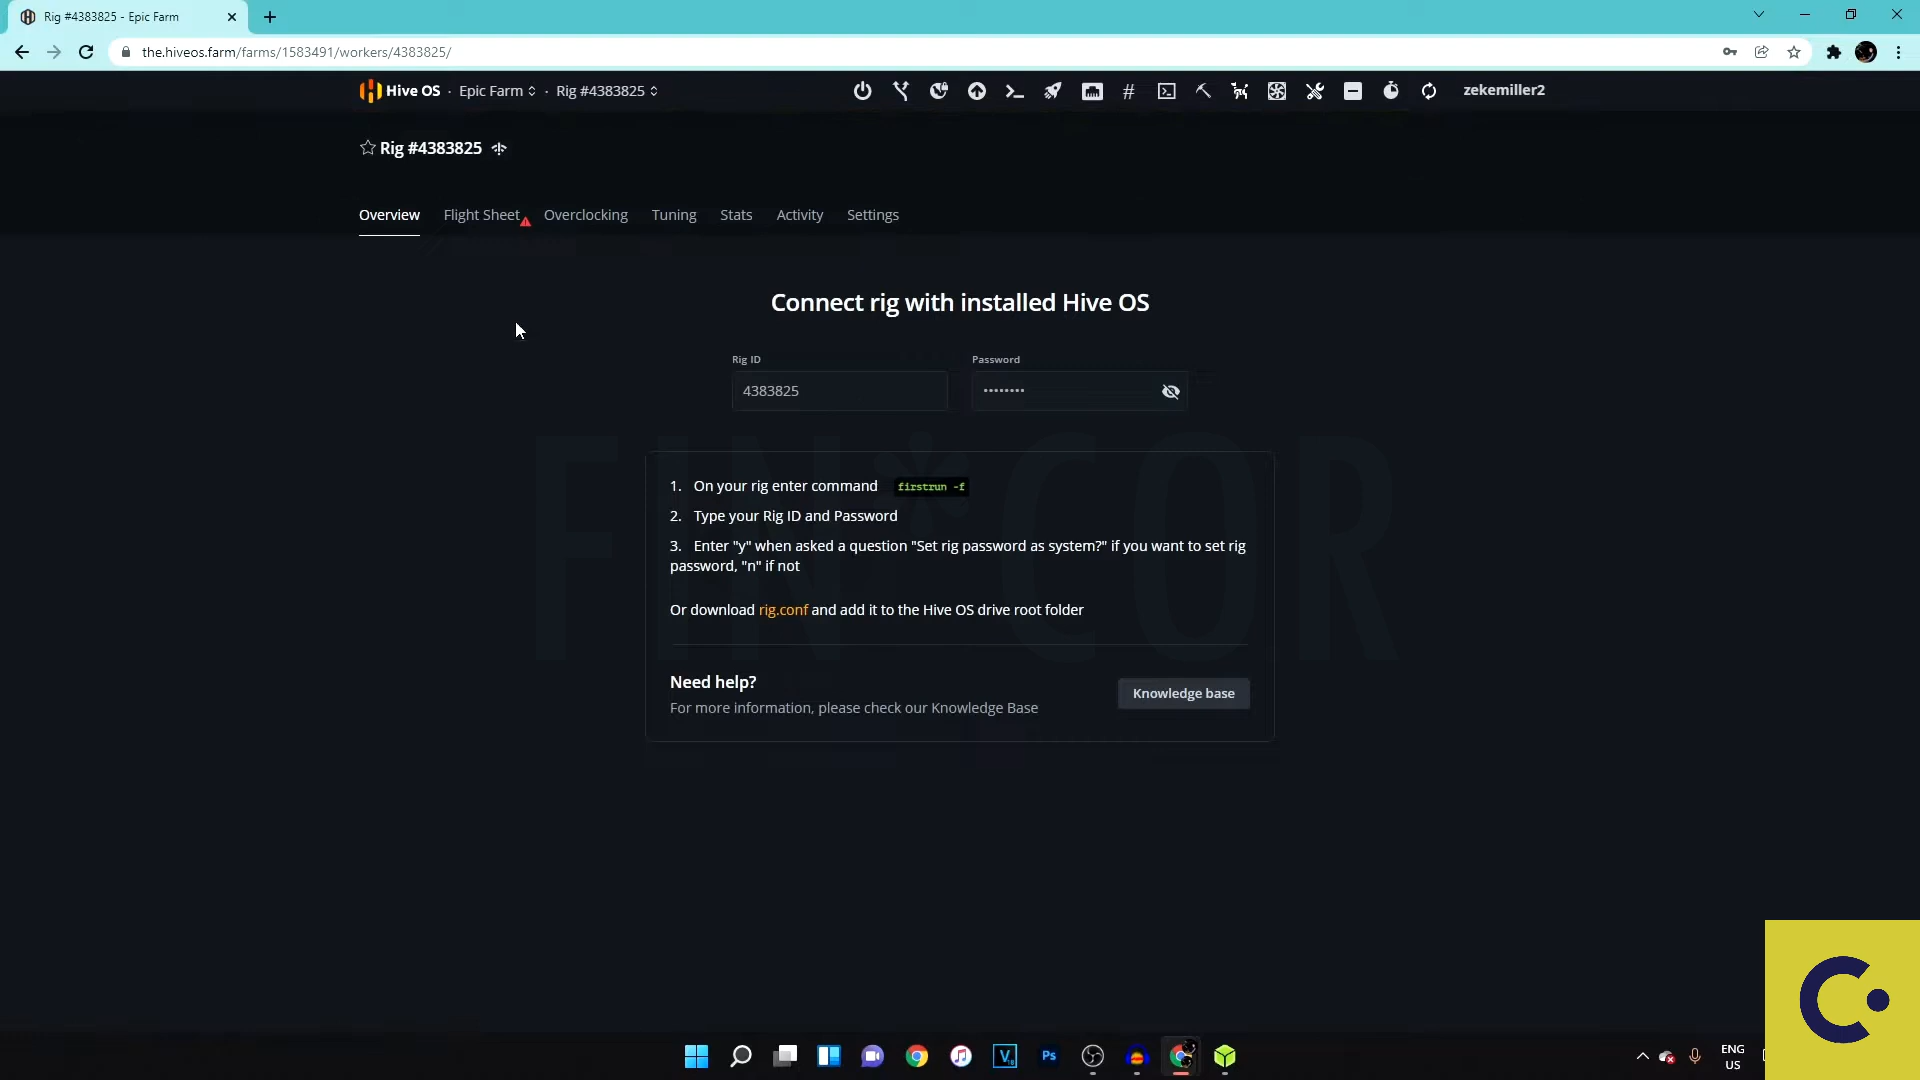 Rig #4383825 - Epic Farm
the.hiveos.farm/farms/1583491/workers/4383825/
Hive OS · Epic Farm · Rig #4383825
zekemiller2
Rig #4383825
Overview Flight Sheet Overclocking Tuning Stats Activity Settings
Connect rig with installed Hive OS
Rig ID Password
4383825 ••••••••
1. On your rig enter command firstrun -f
2. Type your Rig ID and Password
3. Enter "y" when asked a question "Set rig password as system?" if you want to set rig
password, "n" if not
Or download rig.conf and add it to the Hive OS drive root folder
FIN*COR
Need help?
Knowledge base
For more information, please check our Knowledge Base
Ps
ENG
US